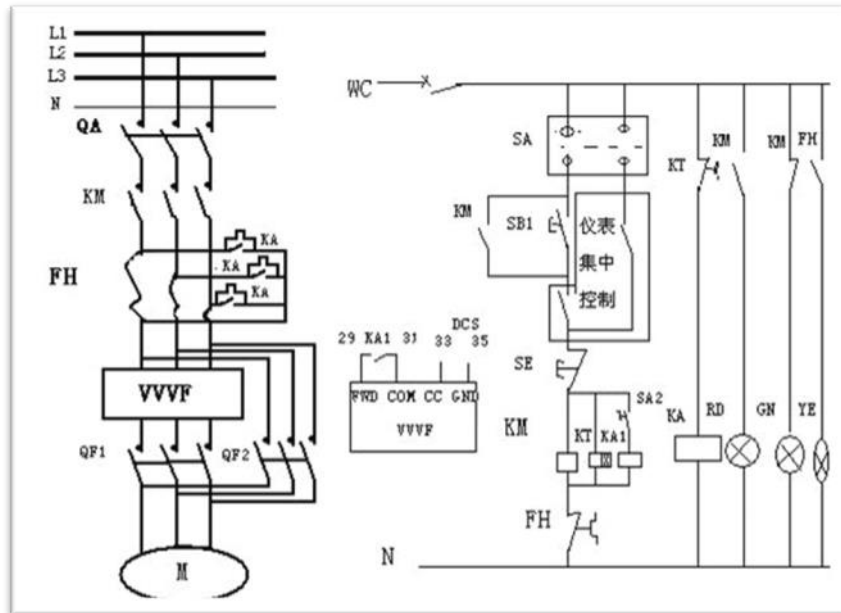 L1
L2
L3
N
QA
KM
KA
KA
KA
FH
VVVF
QF1
QF2
M
WC
SA
KM
SB1
仪表
集中
控制
29 KA1 31 33 DCS 35
FWD COM CC GND
VVVF
SE
SA2
KM
KT
KA1
FH
N
KT
KM
KM
FH
KA
RD
GN
YE